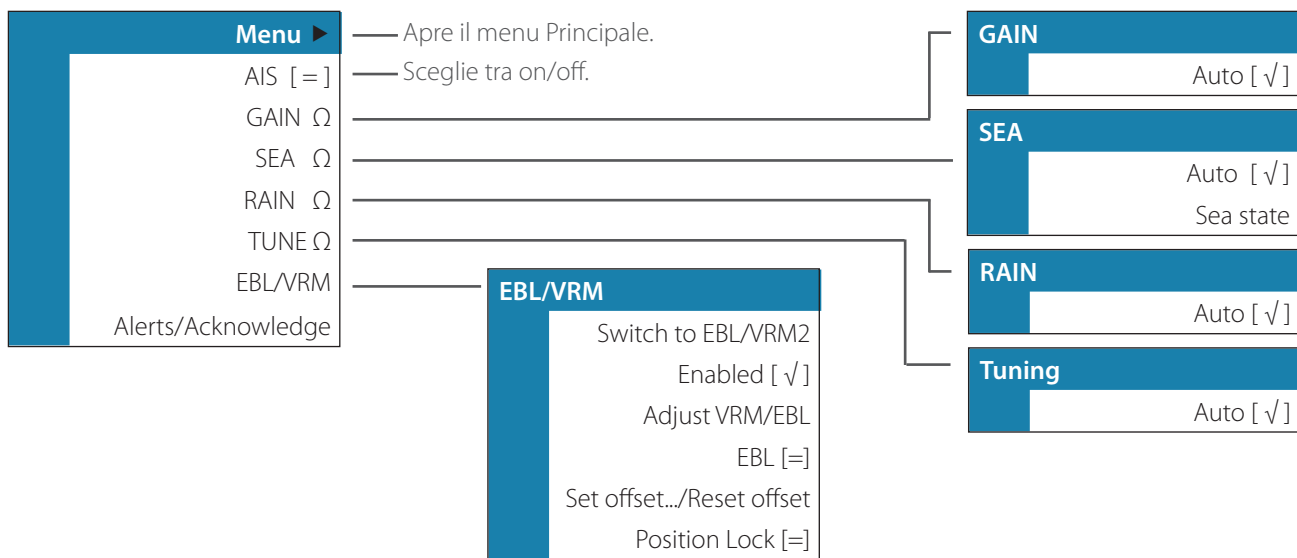 Menu ▶
Apre il menu Principale.
AIS [ = ]
Sceglie tra on/off.
GAIN Ω
SEA Ω
RAIN Ω
TUNE Ω
EBL/VRM
Alerts/Acknowledge
EBL/VRM
Switch to EBL/VRM2
Enabled [ √ ]
Adjust VRM/EBL
EBL [=]
Set offset.../Reset offset
Position Lock [=]
GAIN
Auto [ √ ]
SEA
Auto [ √ ]
Sea state
RAIN
Auto [ √ ]
Tuning
Auto [ √ ]